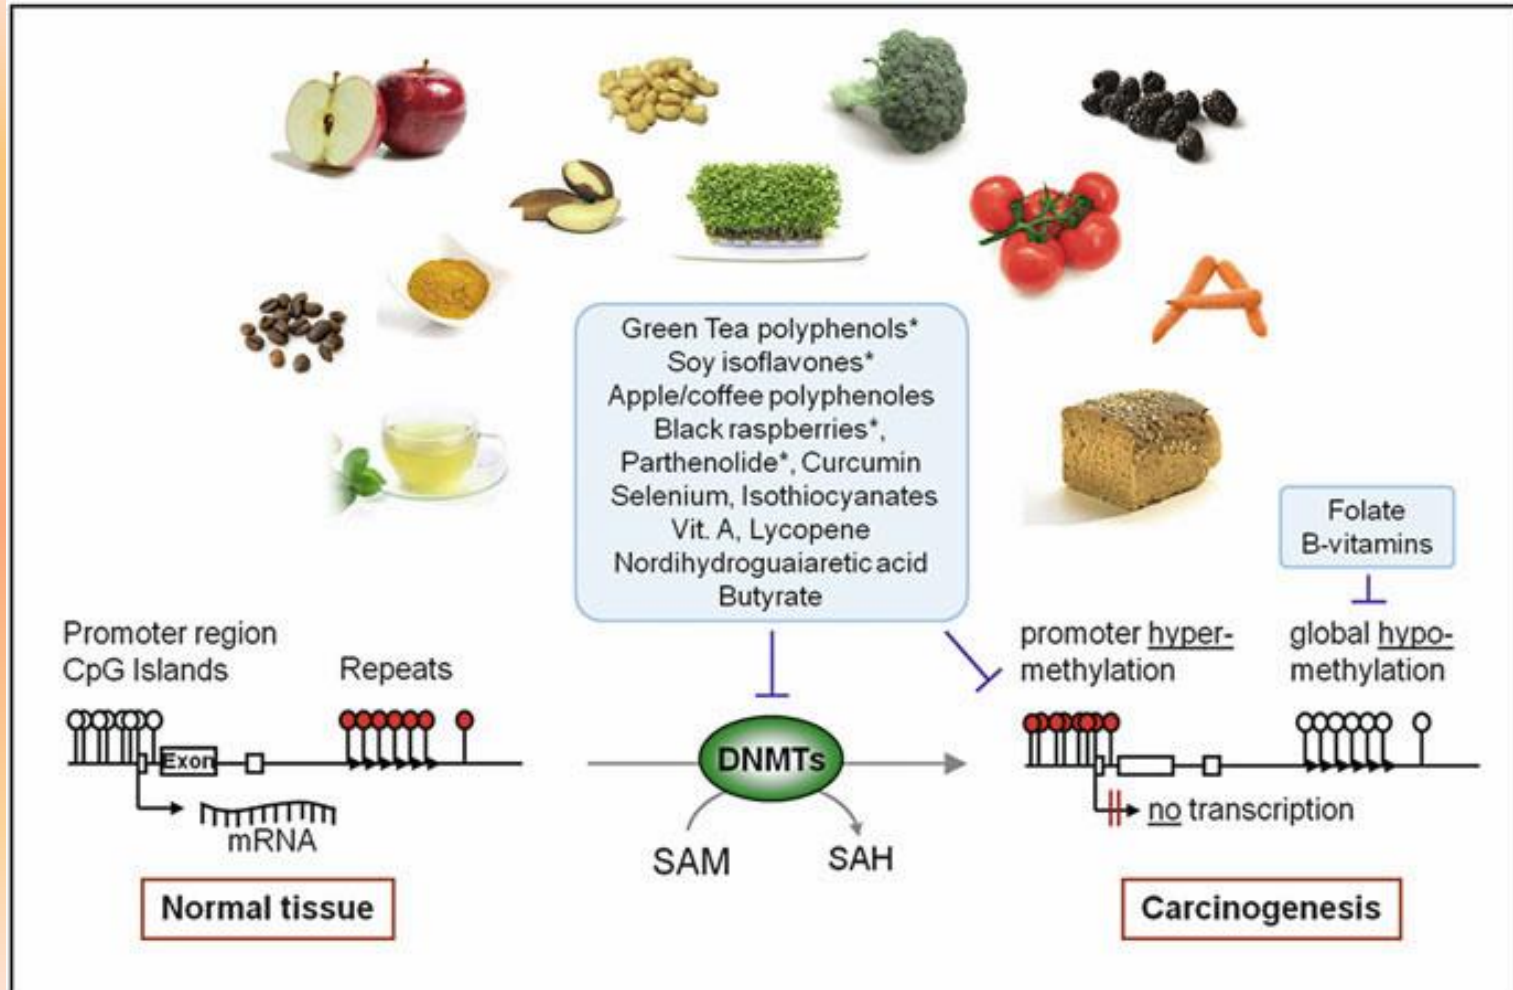 Green Tea polyphenols*
Soy isoflavones*
Apple/coffee polyphenoles
Black raspberries*,
Parthenolide*, Curcumin
Selenium, Isothiocyanates
Vit. A, Lycopene
Nordihydroguaiaretic acid
Butyrate
Folate
B-vitamins
Promoter region
CpG Islands
Repeats
promoter hyper-
methylation
global hypo-
methylation
Exon
DNMTs
mRNA
no transcription
SAM
SAH
Normal tissue
Carcinogenesis